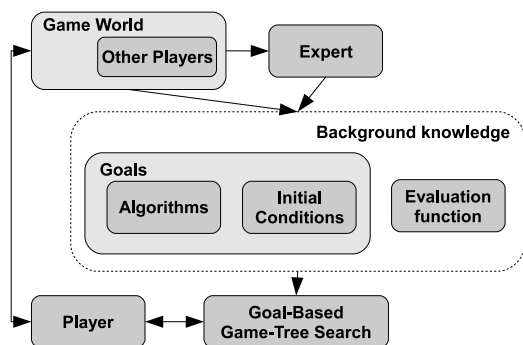 Game World
Other Players
Expert
Background knowledge
Goals
Algorithms
Initial
Conditions
Evaluation
function
Player
Goal-Based
Game-Tree Search